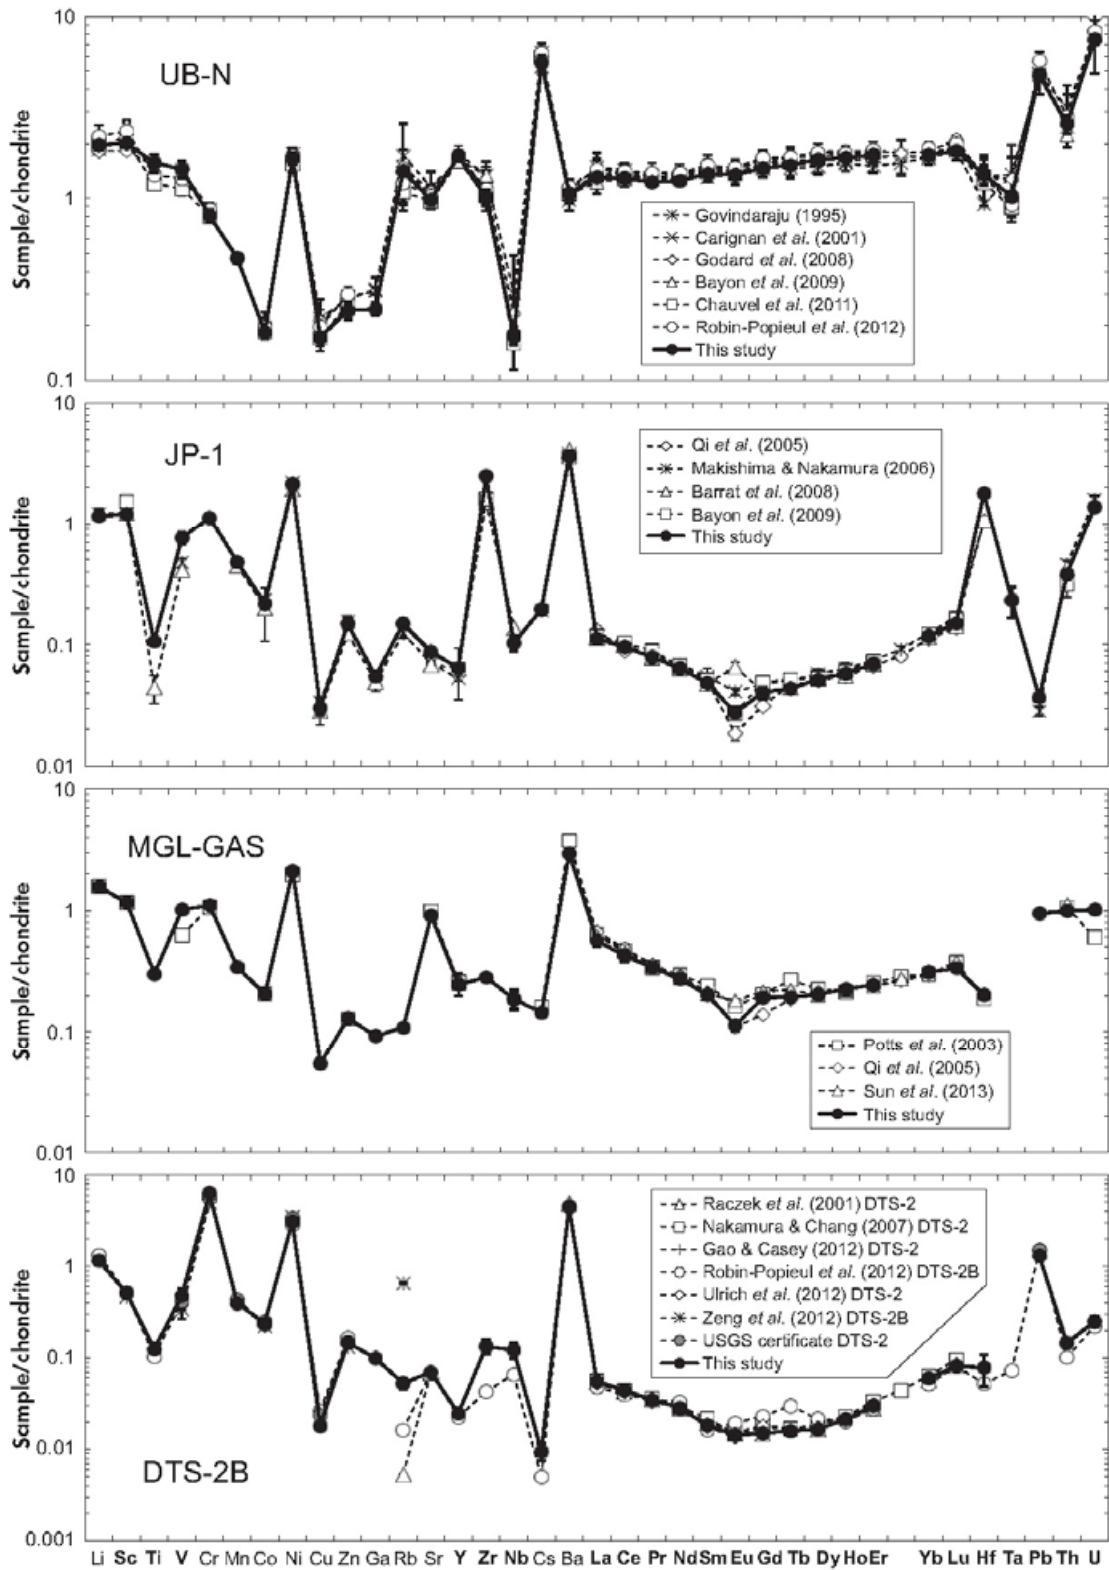 10
UB-N
1
Sample/chondrite
Govindaraju (1995)
Carignan et al. (2001)
Godard et al. (2008)
Bayon et al. (2009)
Chauvel et al. (2011)
Robin-Popieul et al. (2012)
This study
0.1
10
JP-1
Qi et al. (2005)
Makishima & Nakamura (2006)
Barrat et al. (2008)
Bayon et al. (2009)
This study
1
Sample/chondrite
0.1
0.01
10
MGL-GAS
1
Sample/chondrite
0.1
Potts et al. (2003)
Qi et al. (2005)
Sun et al. (2013)
This study
0.01
10
Raczek et al. (2001) DTS-2
Nakamura & Chang (2007) DTS-2
Gao & Casey (2012) DTS-2
Robin-Popieul et al. (2012) DTS-2B
Ulrich et al. (2012) DTS-2
Zeng et al. (2012) DTS-2B
USGS certificate DTS-2
This study
1
Sample/chondrite
0.1
0.01
DTS-2B
0.001
Li Sc Ti V Cr Mn Co Ni Cu Zn Ga Rb Sr Y Zr Nb Cs Ba La Ce Pr Nd Sm Eu Gd Tb Dy Ho Er Yb Lu Hf Ta Pb Th U